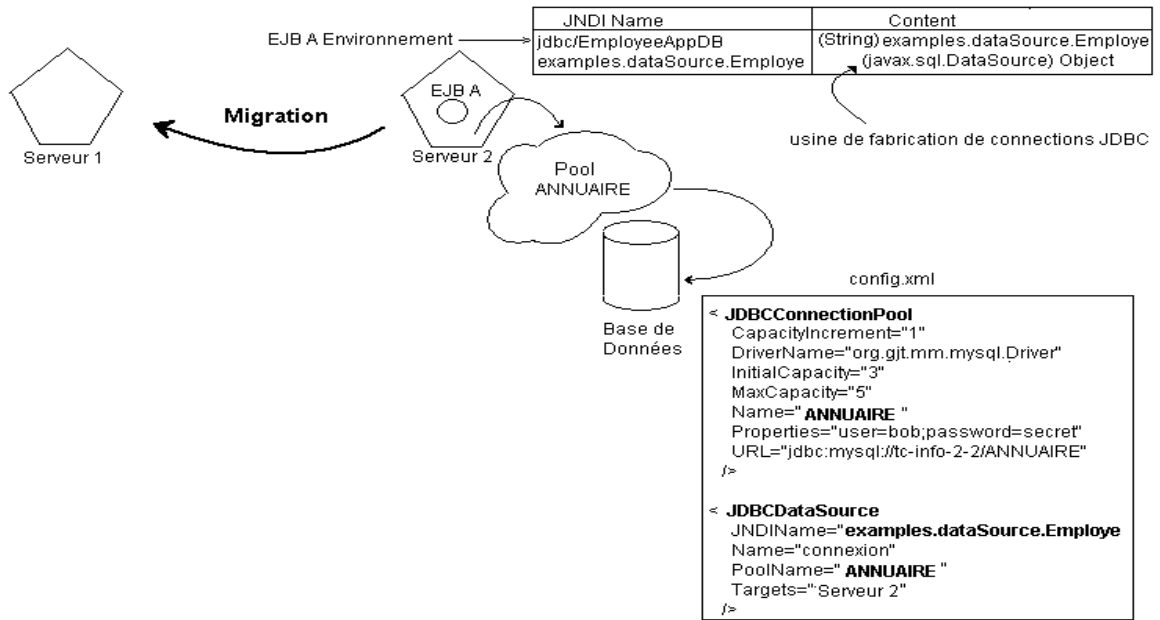 JNDI Name Content
EJB A Environnement jdbc/EmployeeAppDB (String) examples.dataSource.Employe
examples.dataSource.Employe (javax.sql.DataSource) Object
EJB A
Migration
usine de fabrication de connections JDBC
Serveur 1
Serveur 2
Pool
ANNUAIRE
config.xml
Base de
Données
< JDBCConnectionPool
CapacityIncrement="1"
DriverName="org.gjt.mm.mysql.Driver"
InitialCapacity="3"
MaxCapacity="5"
Name=" ANNUAIRE "
Properties="user=bob;password=secret"
URL="jdbc:mysql://tc-info-2-2/ANNUAIRE"
/>
< JDBCDataSource
JNDIName="examples.dataSource.Employe
Name="connexion"
PoolName=" ANNUAIRE "
Targets="Serveur 2"
/>